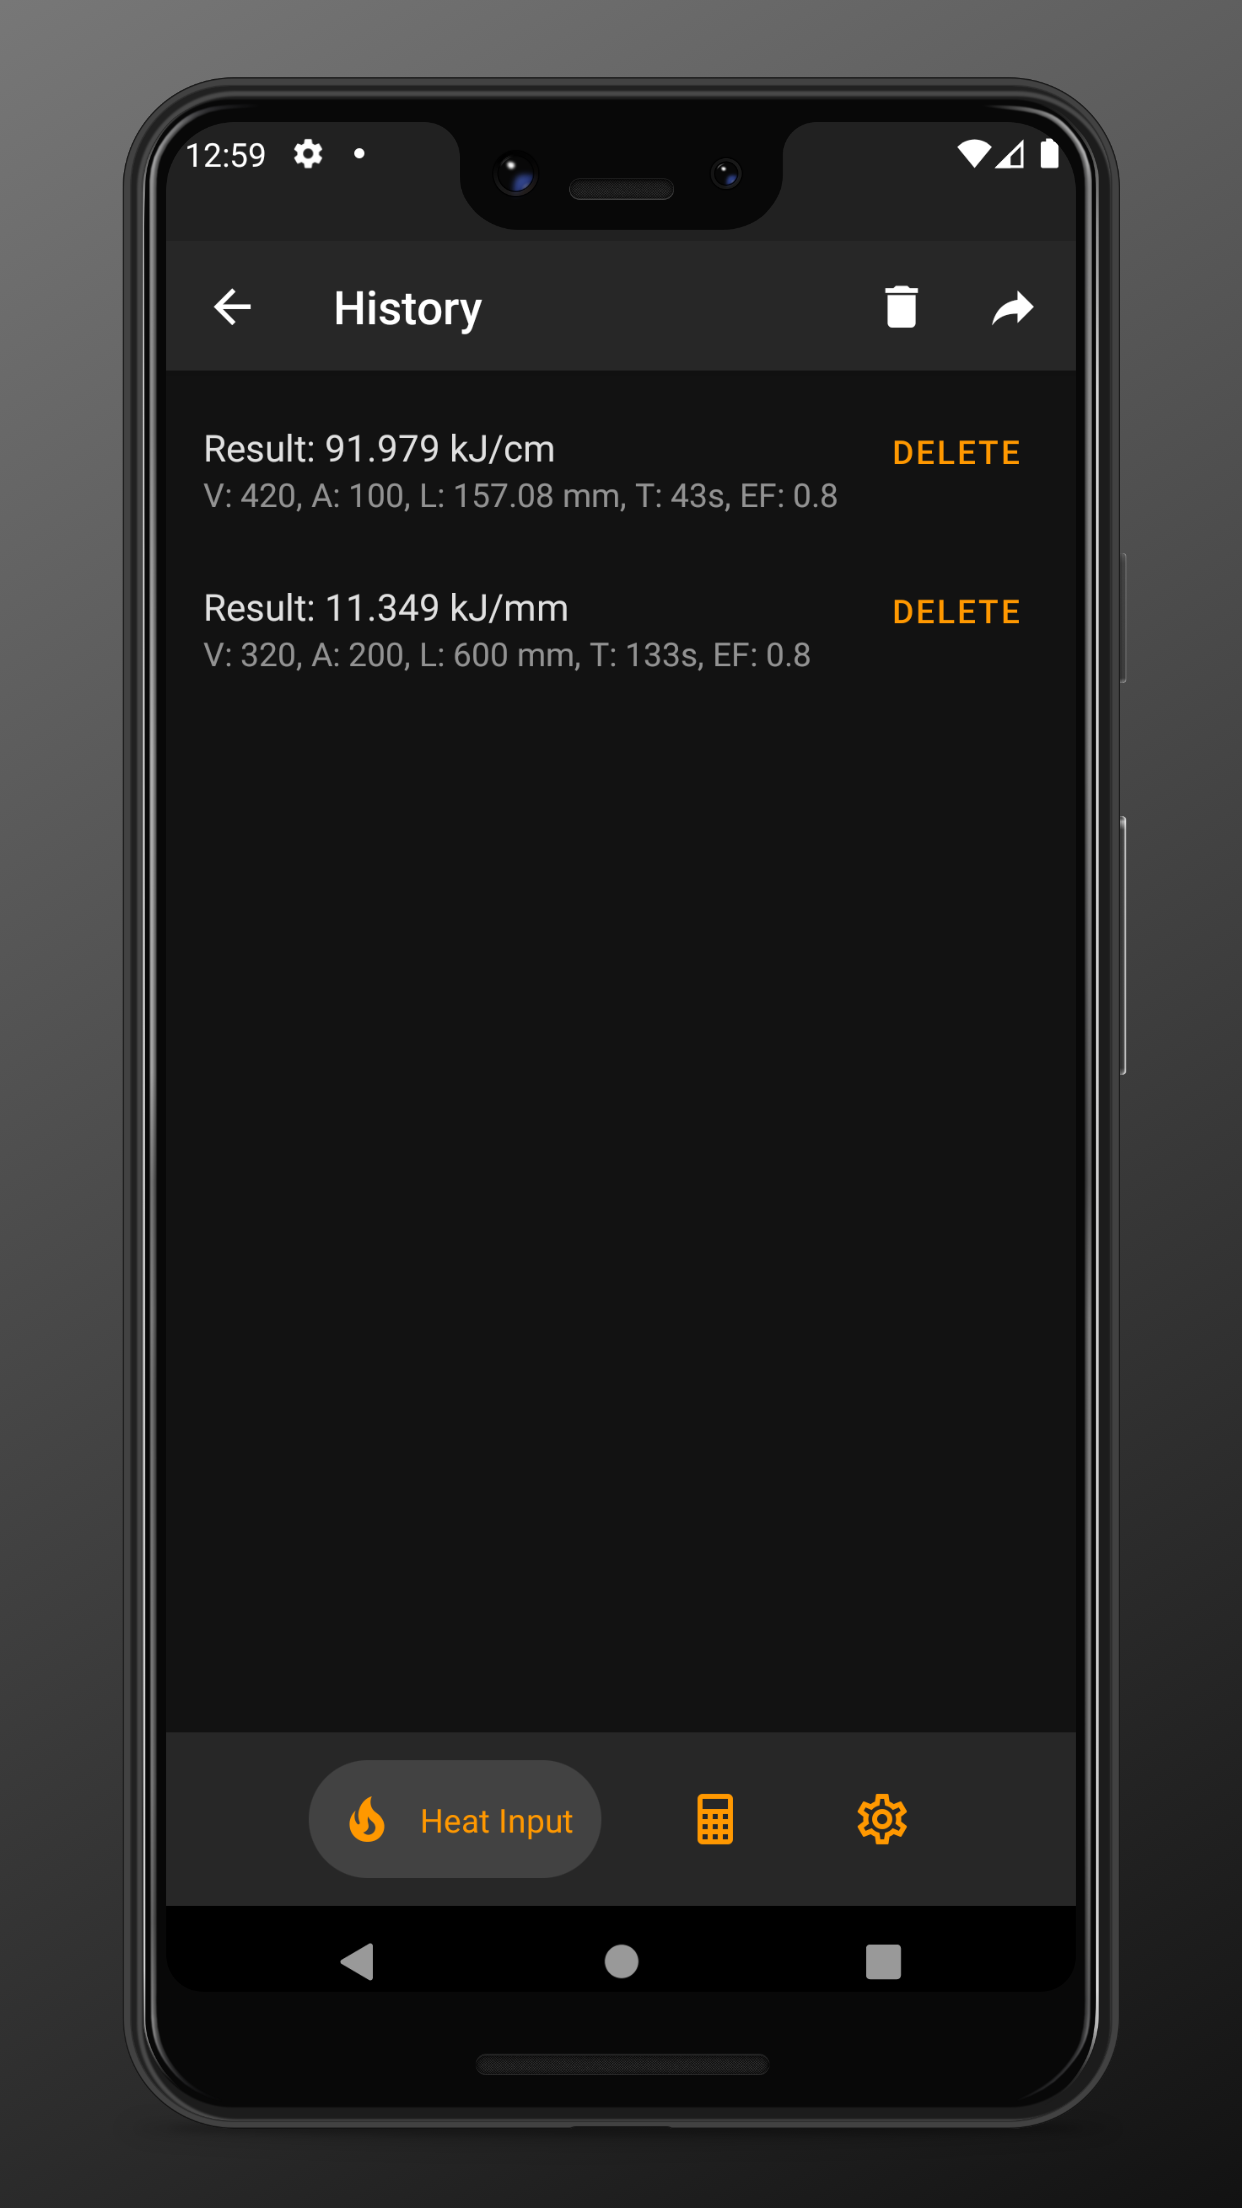 12:59
History
Result: 91.979 kJ/cm
DELETE
V: 420, A: 100, L: 157.08 mm, T: 43s, EF: 0.8
Result: 11.349 kJ/mm
DELETE
V: 320, A: 200, L: 600 mm, T: 133s, EF: 0.8
Heat Input